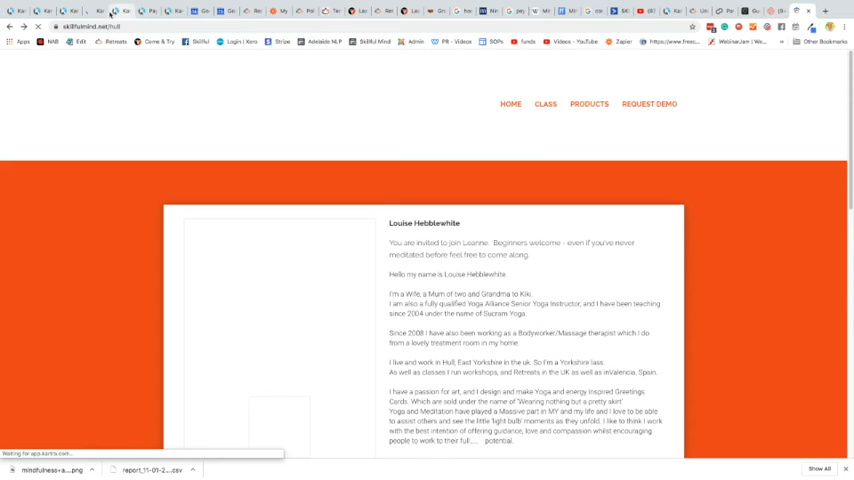 skillfulmind.net/hull
Apps NAB Edit Retreats Come & Try Skillful Login | Kero Stripe Adelaide NLP Skillful Mind Admin PR - Videos SOPs funds Videos - YouTube Zapier https://www.freec... WebinarJam | We... » Other Bookmarks
HOME CLASS PRODUCTS REQUEST DEMO
Louise Hebblewhite
You are invited to join Leanne. Beginners welcome - even if you've never
meditated before feel free to come along.
Hello my name is Louise Hebblewhite.
I'm a Wife, a Mum of two and Grandma to Kiki.
I am also a fully qualified Yoga Alliance Senior Yoga Instructor, and I have been teaching
since 2004 under the name of Sucram Yoga.
Since 2008 I have also been working as a Bodyworker/Massage therapist which I do
from a lovely treatment room in my home.
I live and work in Hull, East Yorkshire in the uk. So I'm a Yorkshire lass.
As well as classes I run workshops, and Retreats in the UK as well as inValencia, Spain.
I have a passion for art, and I design and make Yoga and energy inspired Greetings
Cards. Which are sold under the name of 'Wearing nothing but a pretty skirt'
Yoga and Meditation have played a Massive part in MY and my life and I love to be able
to assist others and see the little 'light bulb' moments as they unfold. I like to think I work
with the best intention of offering guidance, love and compassion whilst encouraging
people to work to their full..... potential.
Waiting for app.kartra.com...
mindfulness+a....png report_11-01-2....csv Show All